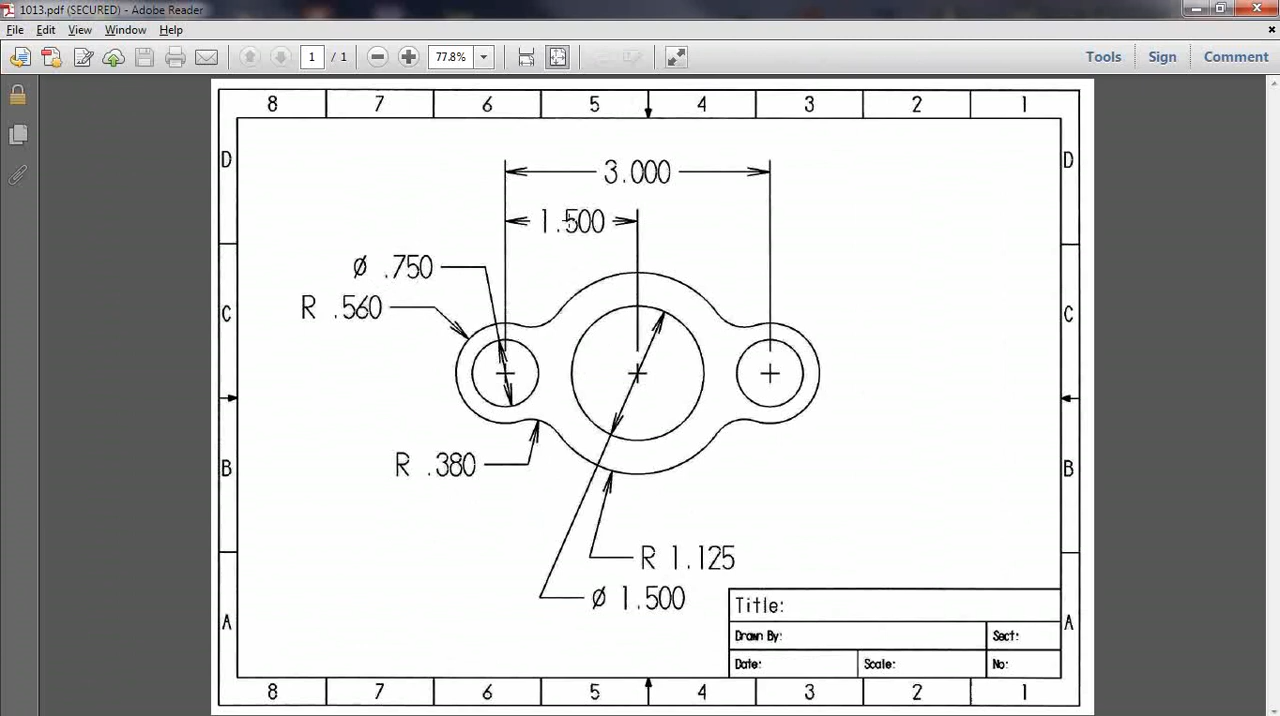 1013.pdf (SECURED) - Adobe Reader
File Edit View Window Help
1 / 1 77.8% Tools Sign Comment
8 7 6 5 4 3 2 1
D D
3.000
1.500
Ø .750
R .560
C C
R .380
B B
R 1.125
Ø 1.500
Title:
A A
Drawn By: Sect:
Date: Scale: No:
8 7 6 5 4 3 2 1